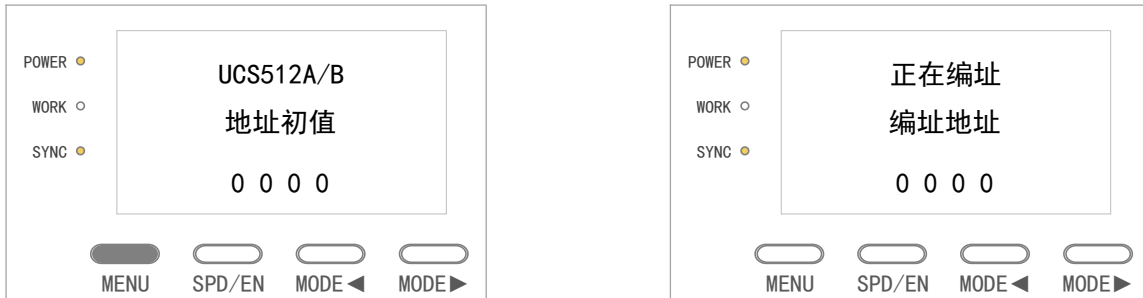 POWER
WORK
SYNC
UCS512A/B
地址初值
0 0 0 0
MENU SPD/EN MODE◀ MODE▶
POWER
WORK
SYNC
正在编址
编址地址
0 0 0 0
MENU SPD/EN MODE◀ MODE▶